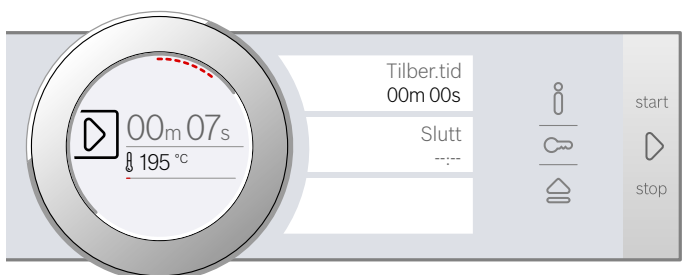 00m 07s
195 °C
Tilber.tid
00m 00s
Slutt
--:--
start
stop